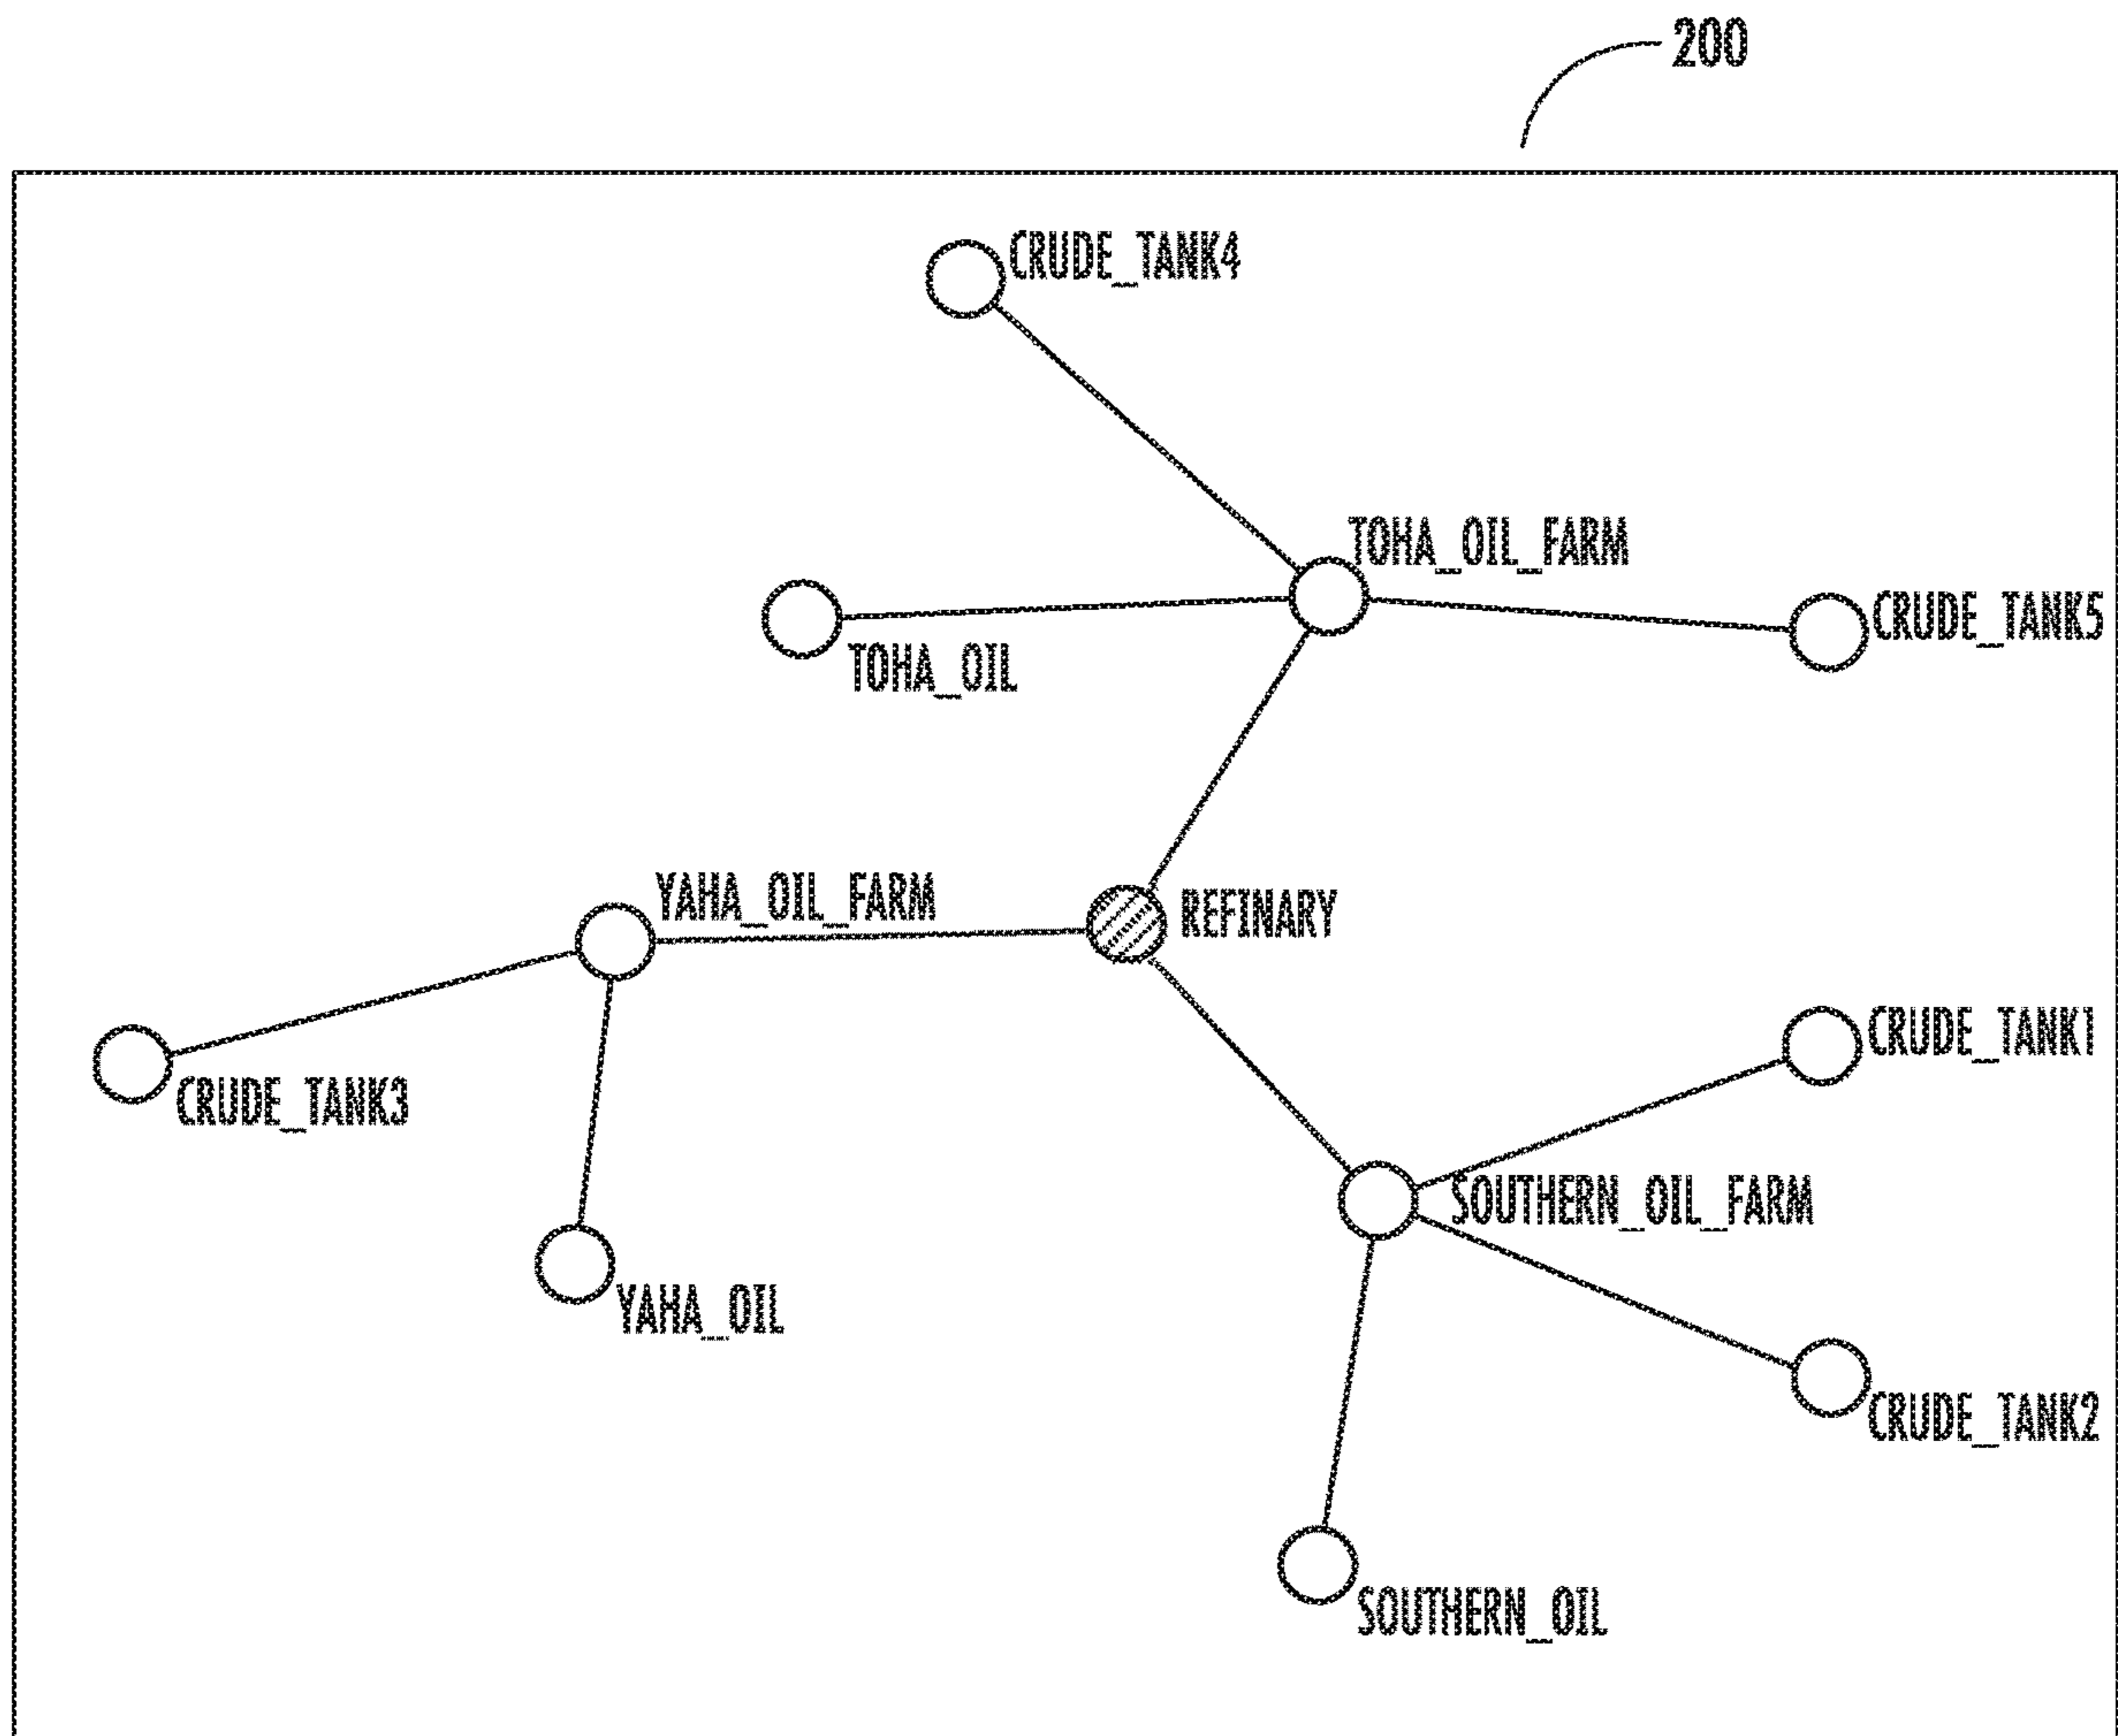 200
CRUDE_TANK4
TOHA_OIL_FARM
CRUDE_TANK5
TOHA_OIL
YAHA_OIL_FARM
REFINARY
CRUDE_TANK1
CRUDE_TANK3
SOUTHERN_OIL_FARM
YAHA_OIL
CRUDE_TANK2
SOUTHERN_OIL